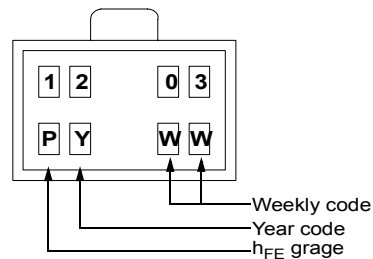 1 2 0 3
P Y W W
Weekly code
Year code
hFE grage